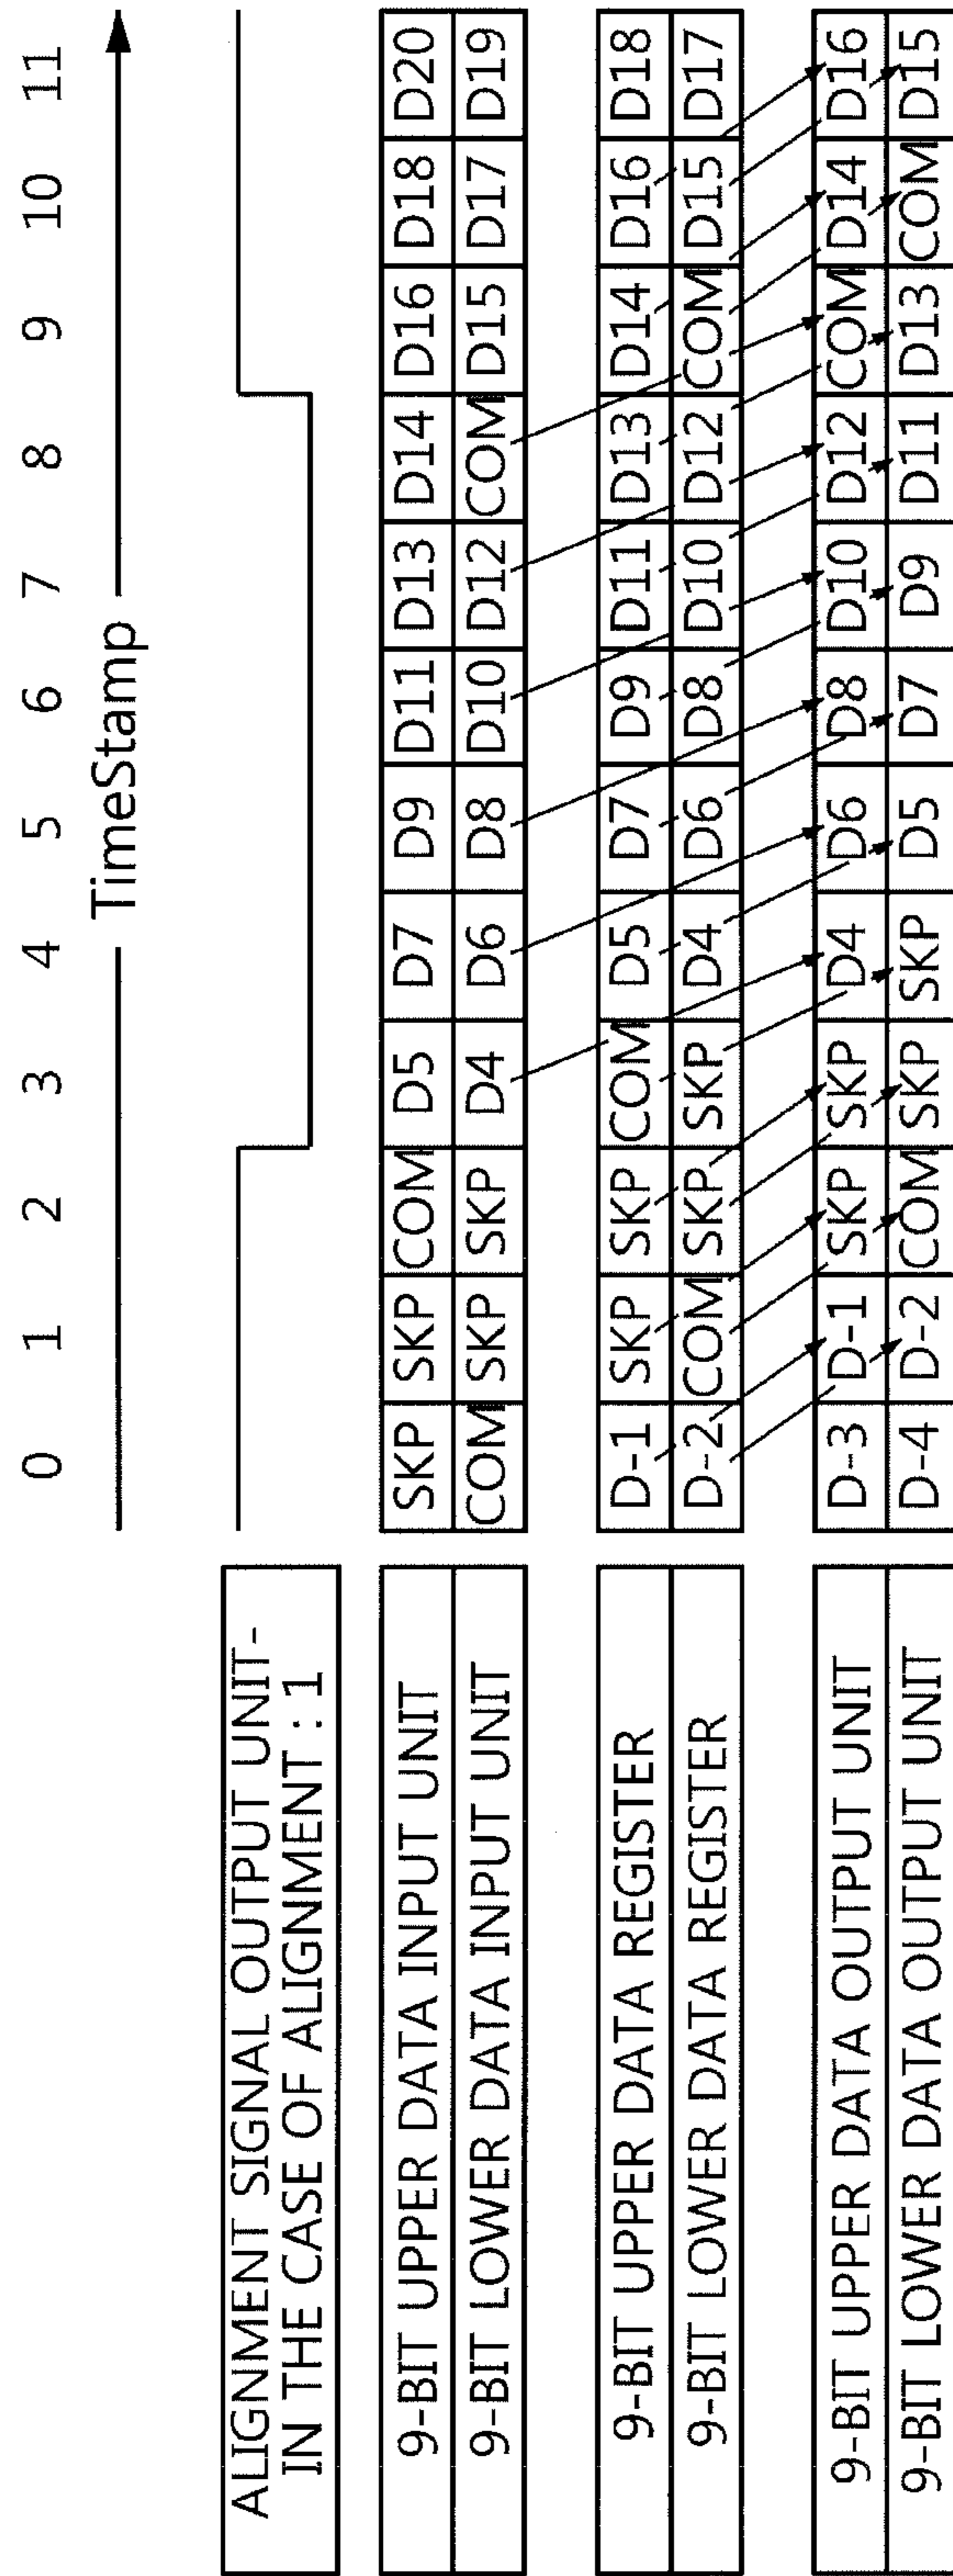 0 1 2 3 4 5 6 7 8 9 10 11
TimeStamp
ALIGNMENT SIGNAL OUTPUT UNIT-
IN THE CASE OF ALIGNMENT : 1
9-BIT UPPER DATA INPUT UNIT SKP SKP COM D5 D7 D9 D11 D13 D14 D16 D18 D20
9-BIT LOWER DATA INPUT UNIT COM SKP SKP D4 D6 D8 D10 D12 COM D15 D17 D19
9-BIT UPPER DATA REGISTER D-1 SKP SKP COM D5 D7 D9 D11 D13 D14 D16 D18
9-BIT LOWER DATA REGISTER D-2 COM SKP SKP D4 D6 D8 D10 D12 COM D15 D17
9-BIT UPPER DATA OUTPUT UNIT D-3 D-1 SKP SKP D4 D6 D8 D10 D12 COM D14 D16
9-BIT LOWER DATA OUTPUT UNIT D-4 D-2 COM SKP SKP D5 D7 D9 D11 D13 COM D15